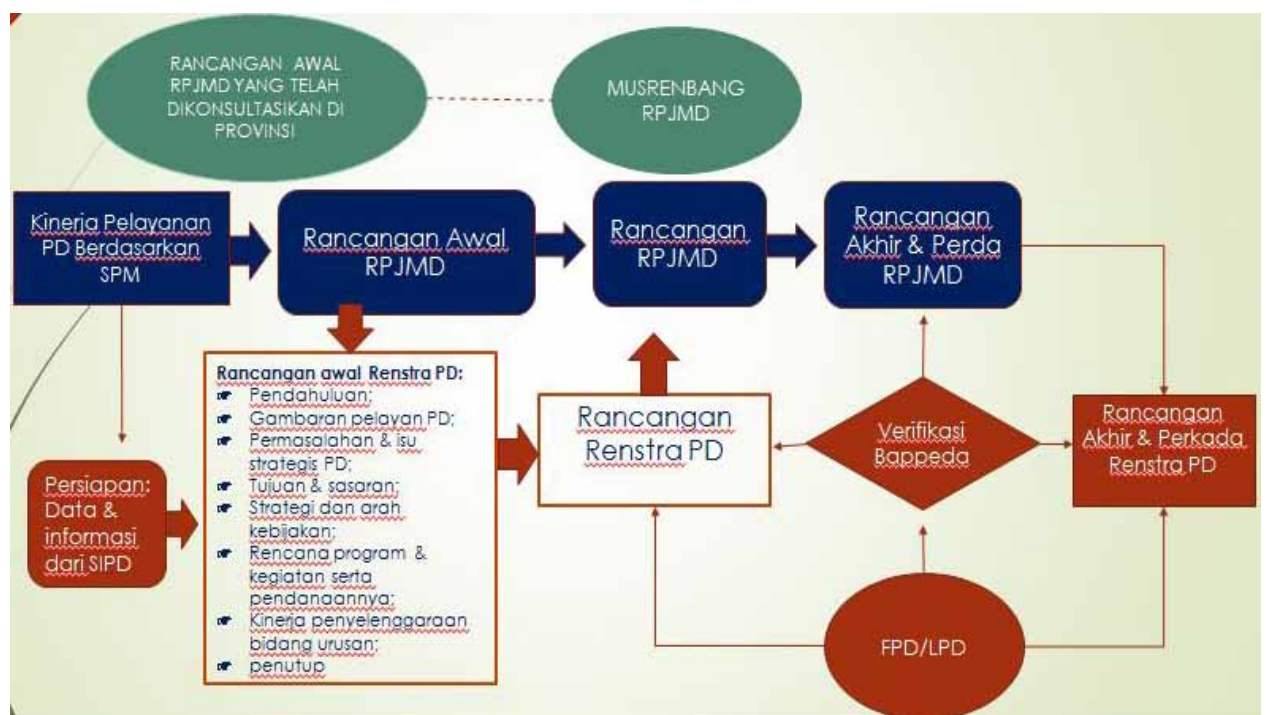 RANCANGAN AWAL
RPJMD YANG TELAH
DIKONSULTASIKAN DI
PROVINSI
MUSRENBANG
RPJMD
Kinerja Pelayanan
PD Berdasarkan
SPM
Rancangan Awal
RPJMD
Rancangan
RPJMD
Rancangan
Akhir & Perda
RPJMD
Rancangan awal Renstra PD:
☛ Pendahuluan;
☛ Gambaran pelayan PD;
☛ Permasalahan & isu
strategis PD;
☛ Tujuan & sasaran;
☛ Strategi dan arah
kebijakan;
☛ Rencana program &
kegiatan serta
pendanaannya;
☛ Kinerja penyelenggaraan
bidang urusan;
☛ penutup
Persiapan:
Data &
informasi
dari SIPD
Rancangan
Renstra PD
Verifikasi
Bappeda
Rancangan
Akhir & Perkada
Renstra PD
FPD/LPD